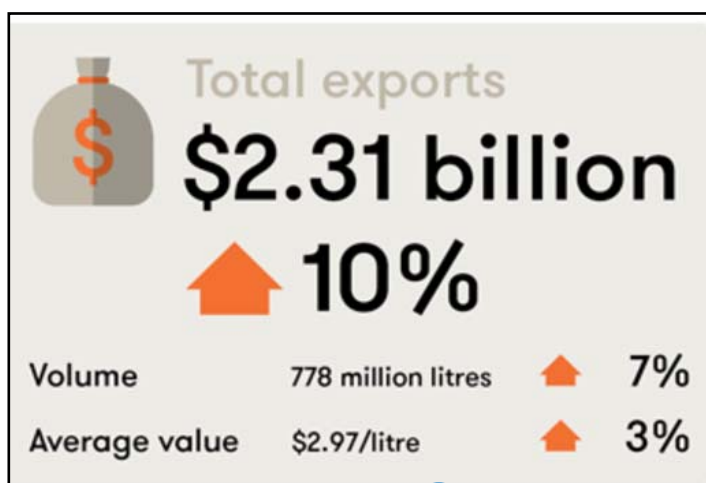 Total exports
$
$2.31 billion
10%
Volume 778 million litres 7%
Average value $2.97/litre 3%